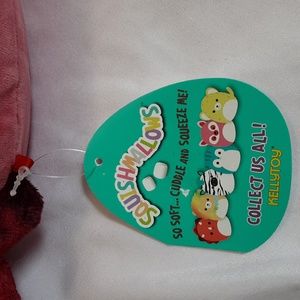 SQUISHMALLOWS
SO SOFT... CUDDLE AND SQUEEZE ME!
COLLECT US ALL!
KELLYTOY